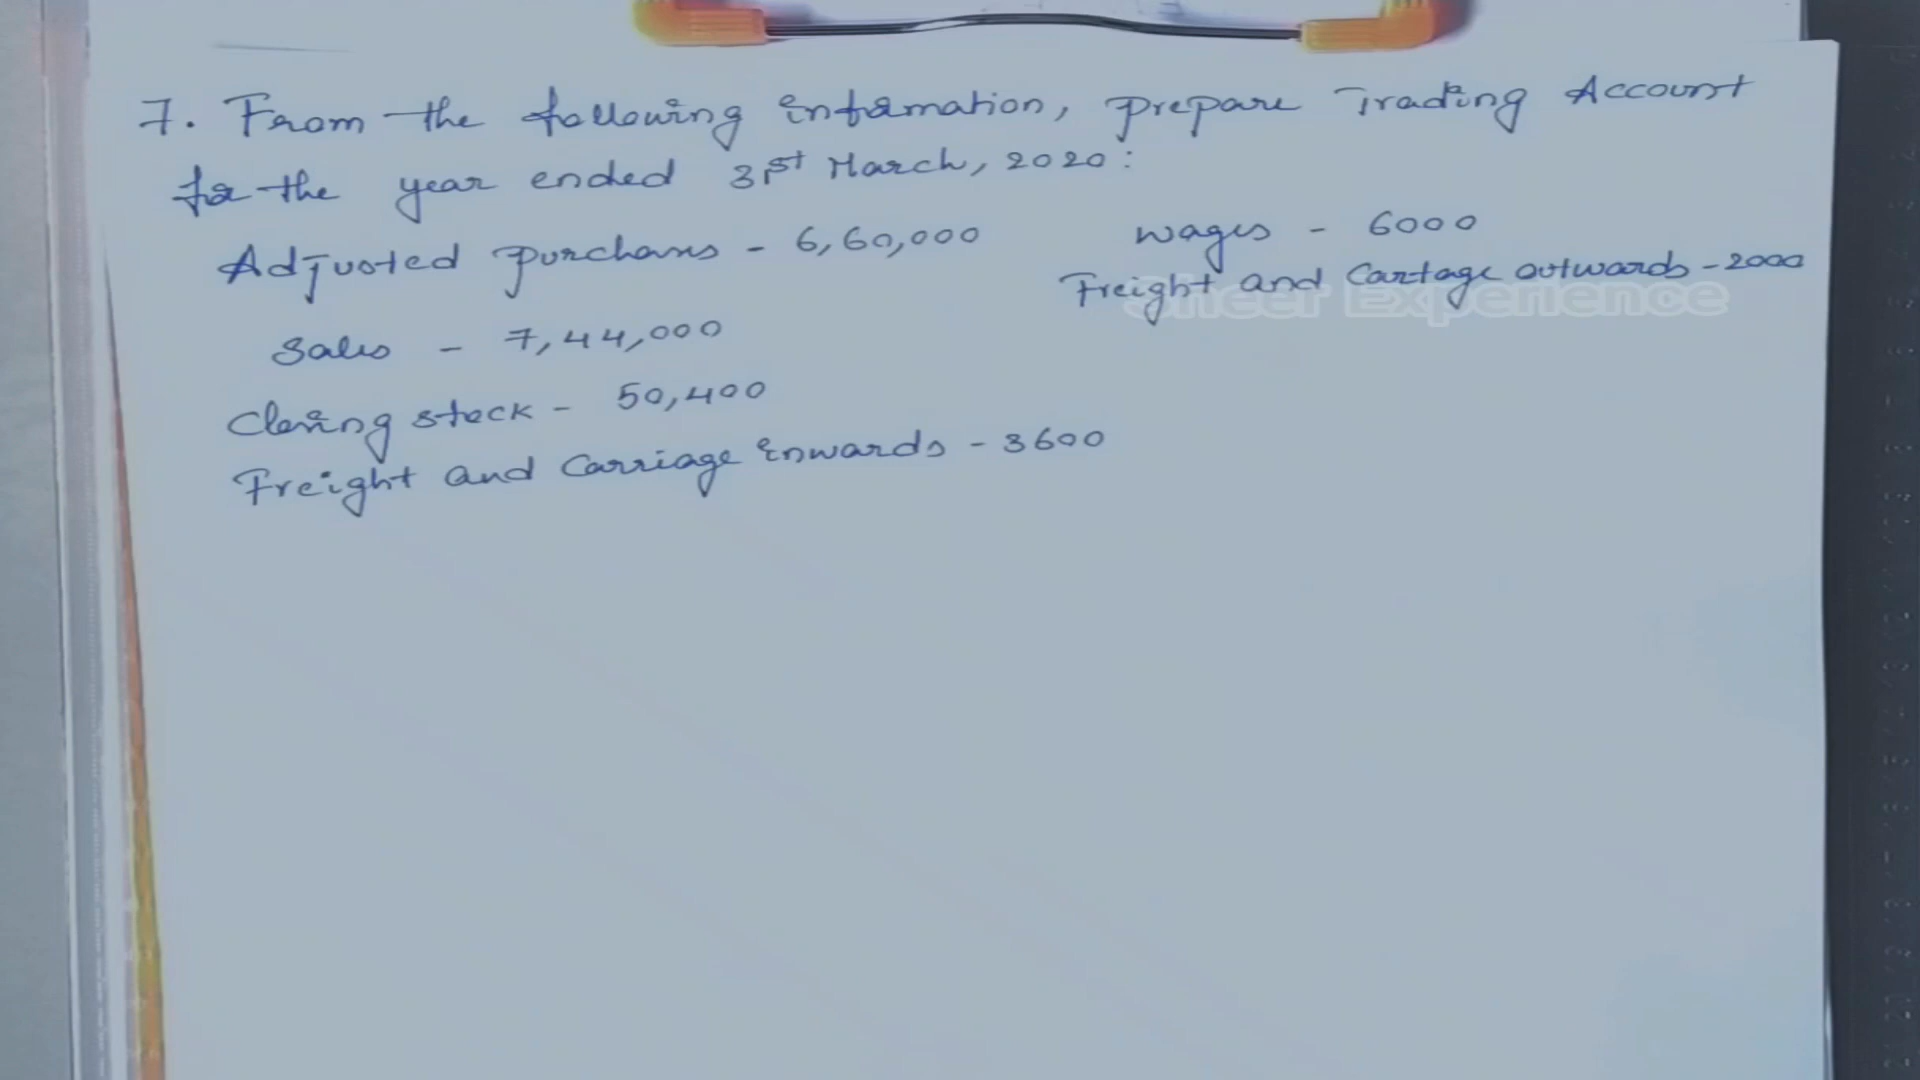 7. From the following information, prepare Trading Account
for the year ended 31st March, 2020:
Adjusted purchases - 6,60,000
wages - 6000
Freight and Cartage outwards - 2000
Sales - 7,44,000
Closing stock - 50,400
Freight and Carriage Inwards - 3600
Sheer Experience